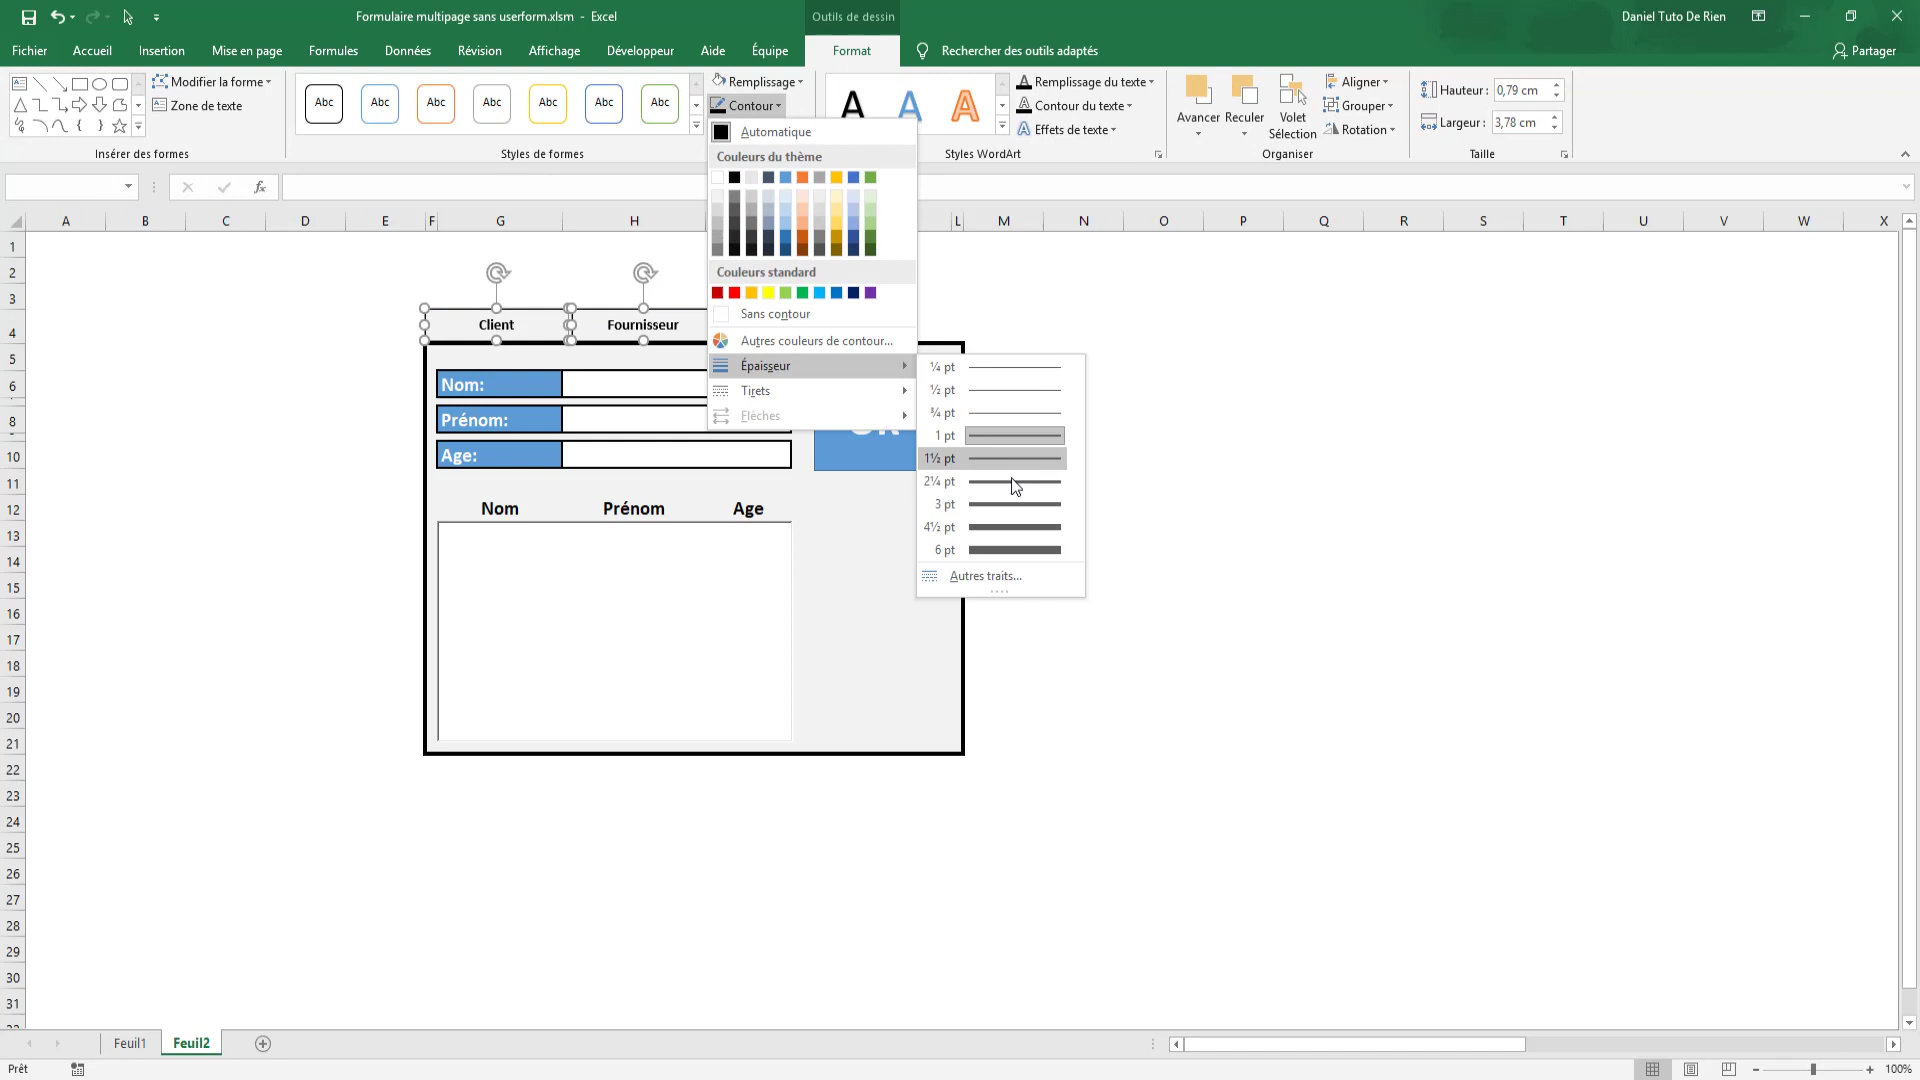 Formulaire multipage sans userform.xlsm - Excel
Outils de dessin
Daniel Tuto De Rien
Fichier Accueil Insertion Mise en page Formules Données Révision Affichage Développeur Aide Équipe Format Rechercher des outils adaptés Partager
Modifier la forme
Zone de texte
Insérer des formes
Abc Abc Abc Abc Abc Abc Abc
Styles de formes
Remplissage
Contour
A A A
Remplissage du texte
Contour du texte
Effets de texte
Styles WordArt
Avancer Reculer Volet Sélection
Aligner
Grouper
Rotation
Organiser
Hauteur : 0,79 cm
Largeur : 3,78 cm
Taille
fx
Automatique
Couleurs du thème
Couleurs standard
Sans contour
Autres couleurs de contour...
Épaisseur
Tirets
Flèches
¼ pt
½ pt
¾ pt
1 pt
1½ pt
2¼ pt
3 pt
4½ pt
6 pt
Autres traits...
A B C D E F G H L M N O P Q R S T U V W X
1
2
3
4
5
6
8
10
11
12
13
14
15
16
17
18
19
20
21
22
23
24
25
26
27
28
29
30
31
Client Fournisseur
Nom:
Prénom:
Age:
Nom Prénom Age
Feuil1 Feuil2
Prêt
100%